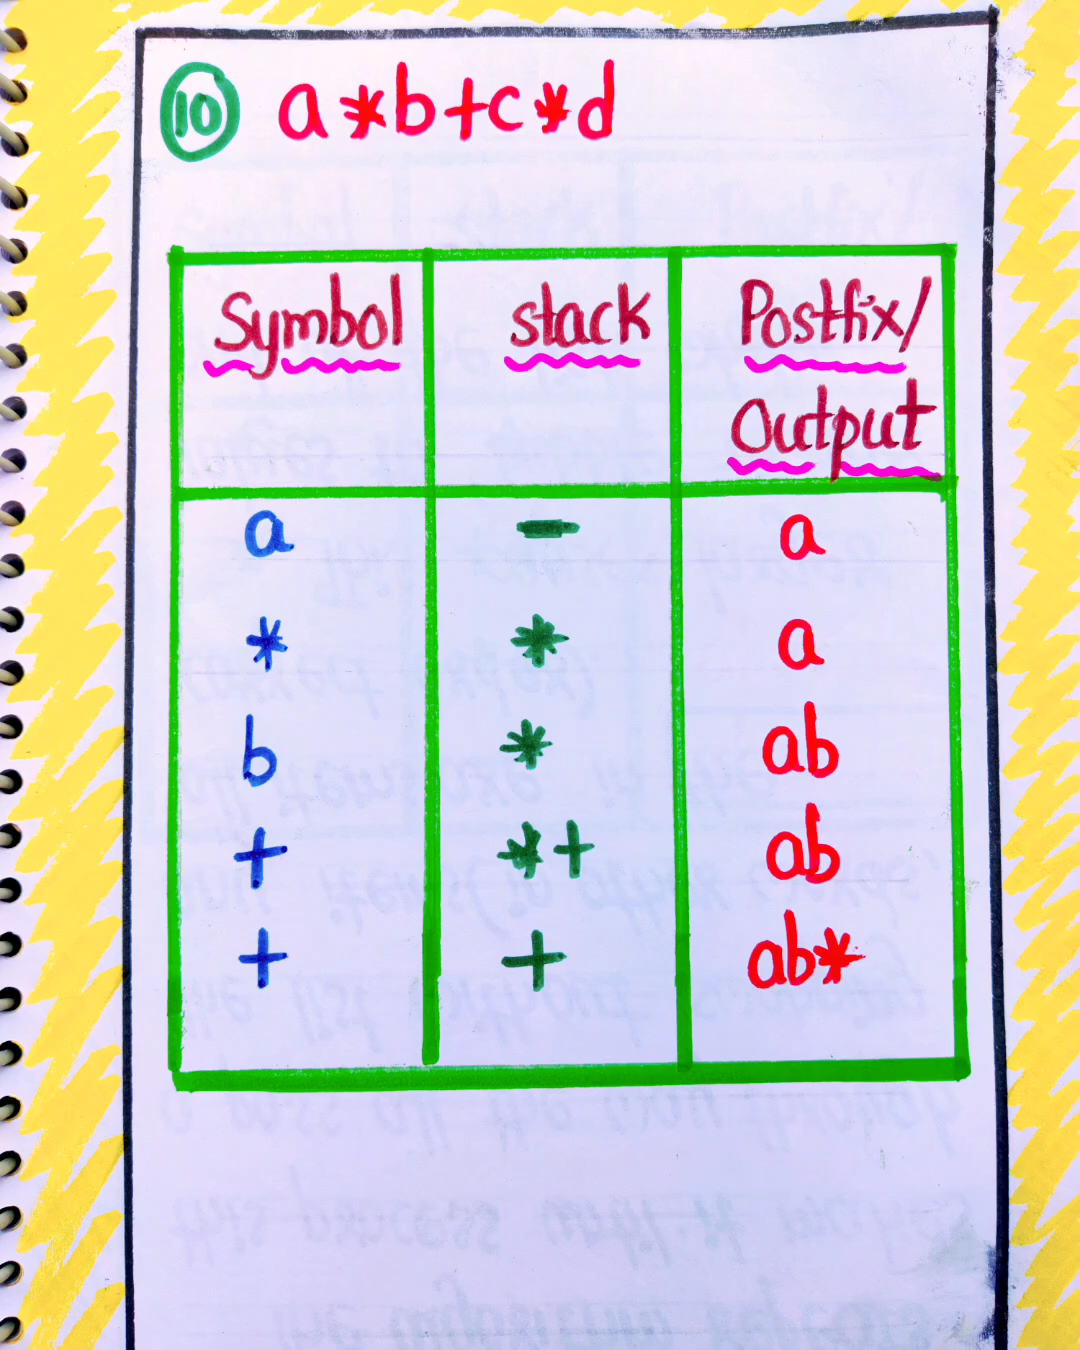 10 a*b+c*d
Symbol stack Postfix/
Output
a - a
* * a
b * ab
+ *+ ab
+ + ab*